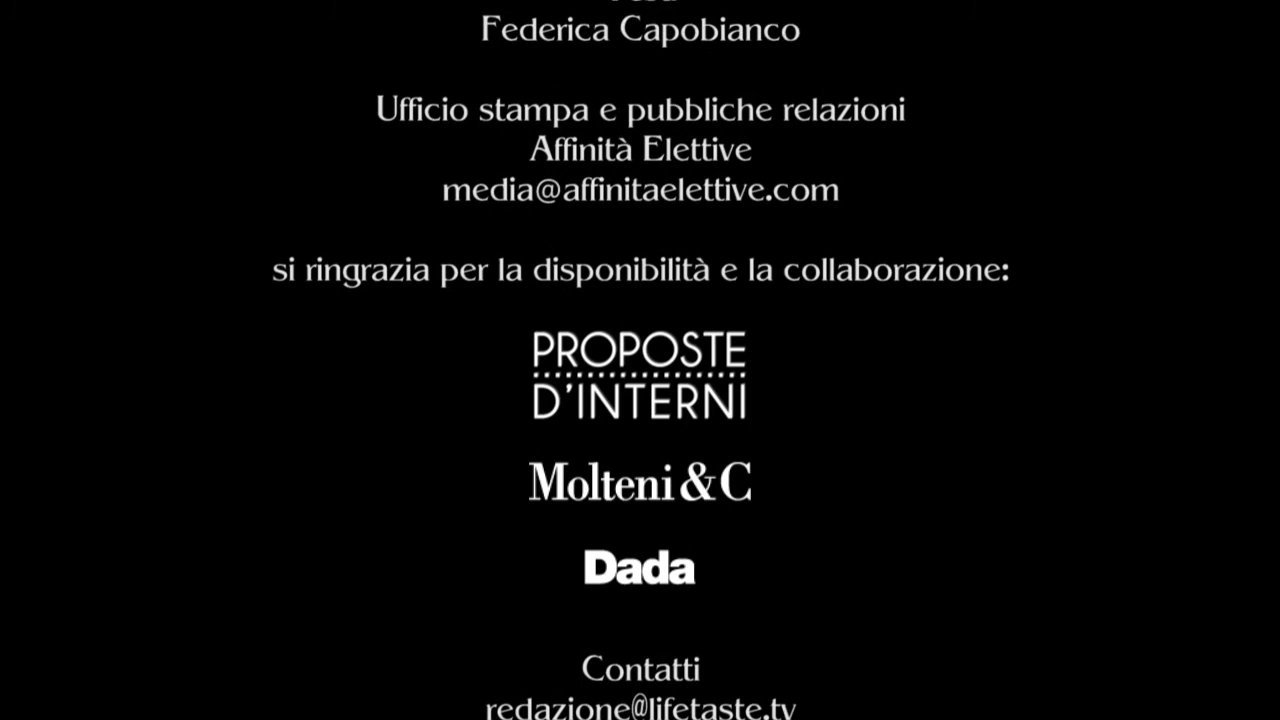 Federica Capobianco
Ufficio stampa e pubbliche relazioni
Affinità Elettive
media@affinitaelettive.com
si ringrazia per la disponibilità e la collaborazione:
PROPOSTE
D'INTERNI
Molteni & C
Dada
Contatti
redazione@lifetaste.tv